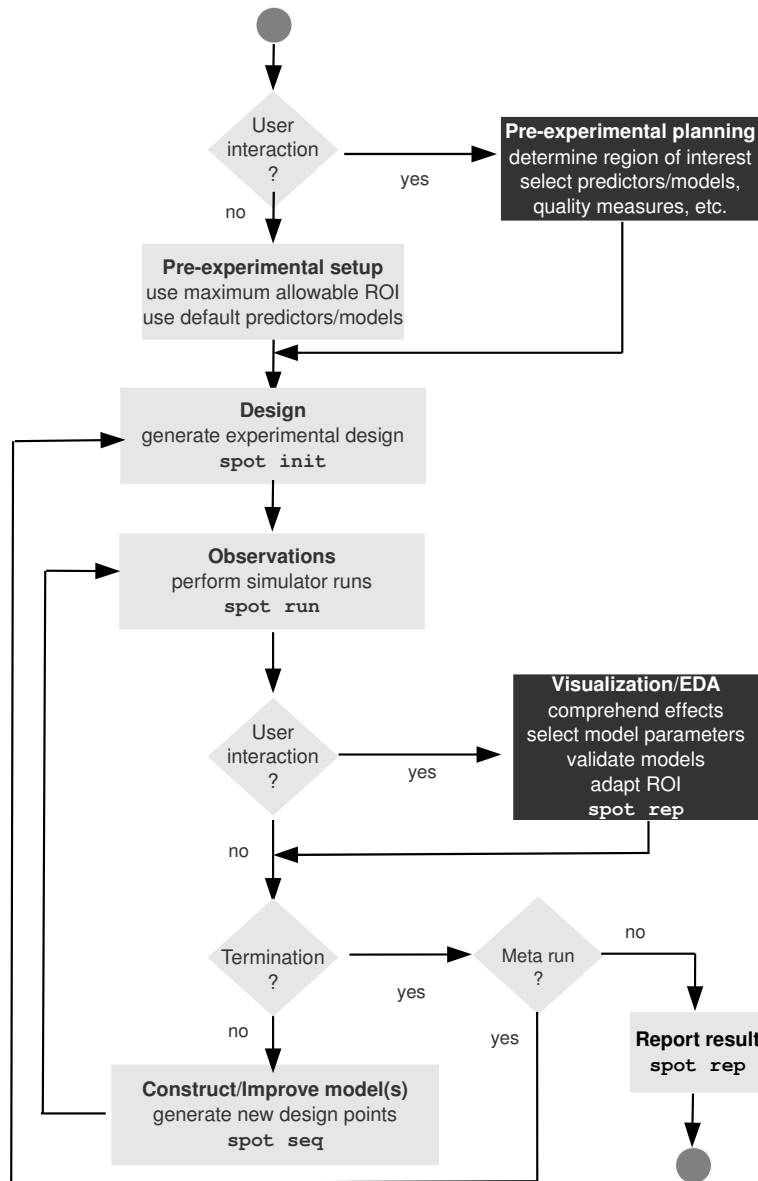 User
interaction
?
yes
no
Pre-experimental planning
determine region of interest
select predictors/models,
quality measures, etc.
Pre-experimental setup
use maximum allowable ROI
use default predictors/models
Design
generate experimental design
spot init
Observations
perform simulator runs
spot run
User
interaction
?
yes
no
Visualization/EDA
comprehend effects
select model parameters
validate models
adapt ROI
spot rep
Termination
?
yes
no
Meta run
?
no
yes
Report result
spot rep
Construct/Improve model(s)
generate new design points
spot seq